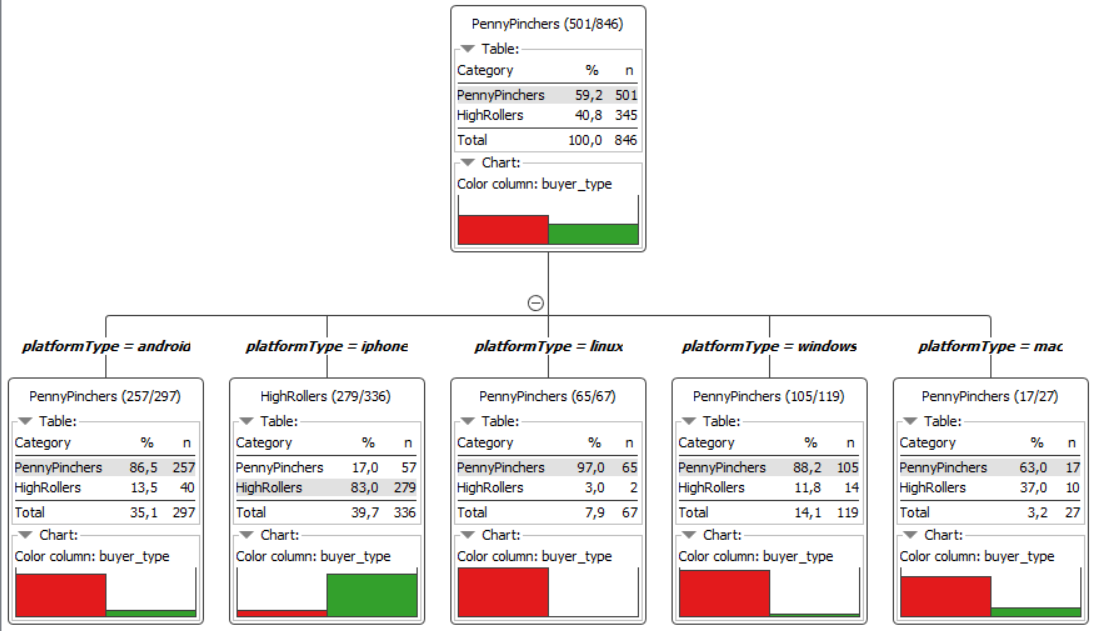 PennyPinchers (501/846)
Table:
Category % n
PennyPinchers 59,2 501
HighRollers 40,8 345
Total 100,0 846
Chart:
Color column: buyer_type
platformType = android
platformType = iphone
platformType = linux
platformType = windows
platformType = mac
PennyPinchers (257/297)
Table:
Category % n
PennyPinchers 86,5 257
HighRollers 13,5 40
Total 35,1 297
Chart:
Color column: buyer_type
HighRollers (279/336)
Table:
Category % n
PennyPinchers 17,0 57
HighRollers 83,0 279
Total 39,7 336
Chart:
Color column: buyer_type
PennyPinchers (65/67)
Table:
Category % n
PennyPinchers 97,0 65
HighRollers 3,0 2
Total 7,9 67
Chart:
Color column: buyer_type
PennyPinchers (105/119)
Table:
Category % n
PennyPinchers 88,2 105
HighRollers 11,8 14
Total 14,1 119
Chart:
Color column: buyer_type
PennyPinchers (17/27)
Table:
Category % n
PennyPinchers 63,0 17
HighRollers 37,0 10
Total 3,2 27
Chart:
Color column: buyer_type